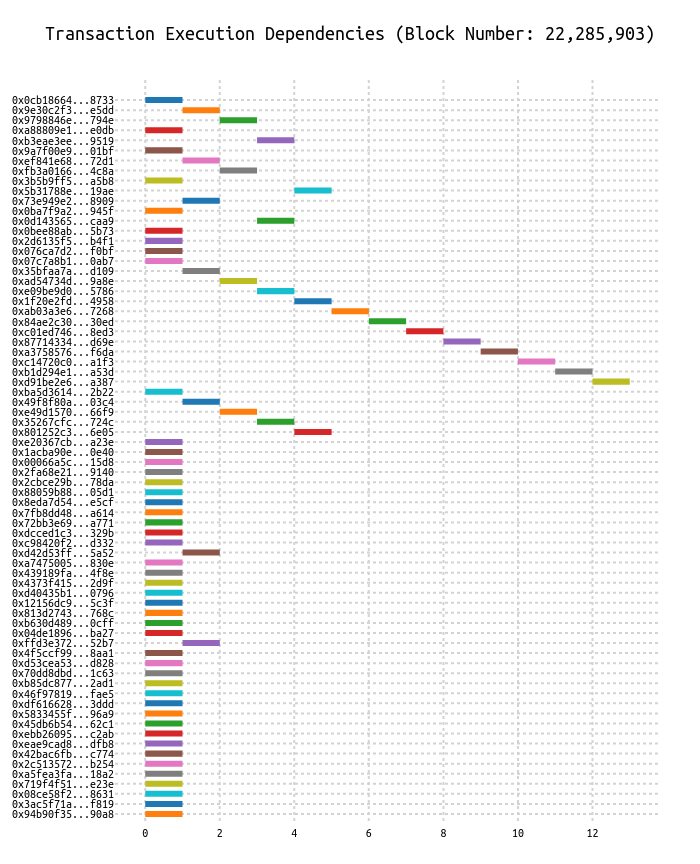 Transaction Execution Dependencies (Block Number: 22,285,903)
0x0cb18664...8733
0x9e30c2f3...e5dd
0x9798846e...794e
0xa88809e1...e0db
0xb3eae3ee...9519
0x9a7f00e9...01bf
0xef841e68...72d1
0xfb3a0166...4c8a
0x3b5b9ff5...a5b8
0x5b31788e...19ae
0x73e949e2...8909
0x0ba7f9a2...945f
0x0d143565...caa9
0x0bee88ab...5b73
0x2d6135f5...b4f1
0x076ca7d2...f0bf
0x07c7a8b1...0ab7
0x35bfaa7a...d109
0xad54734d...9a8e
0xe09be9d0...5786
0x1f20e2fd...4958
0xab03a3e6...7268
0x84ae2c30...30ed
0xc01ed746...8ed3
0x87714334...d69e
0xa3758576...f6da
0xc14720c0...a1f3
0xb1d294e1...a53d
0xd91be2e6...a387
0xba5d3614...2b22
0x49f8f80a...03c4
0xe49d1570...66f9
0x35267cfc...724c
0x801252c3...6e05
0xe20367cb...a23e
0x1acba90e...0e40
0x00066a5c...15d8
0x2fa68e21...9140
0x2cbce29b...78da
0x88059b88...05d1
0x8eda7d54...e5cf
0x7fb8dd48...a614
0x72bb3e69...a771
0xdcced1c3...329b
0xc98420f2...d332
0xd42d53ff...5a52
0xa7475005...830e
0x439189fa...4f8e
0x4373f415...2d9f
0xd40435b1...0796
0x12156dc9...5c3f
0x813d2743...768c
0xb630d489...0cff
0x04de1896...ba27
0xffd3e372...52b7
0x4f5ccf99...8aa1
0xd53cea53...d828
0x70dd8dbd...1c63
0xb85dc877...2ad1
0x46f97819...fae5
0xdf616628...3ddd
0x5833455f...96a9
0x45db6b54...62c1
0xebb26095...c2ab
0xeae9cad8...dfb8
0x42bac6fb...c774
0x2c513572...b254
0xa5fea3fa...18a2
0x719f4f51...e23e
0x08ce58f2...8631
0x3ac5f71a...f819
0x94b90f35...90a8
0 2 4 6 8 10 12